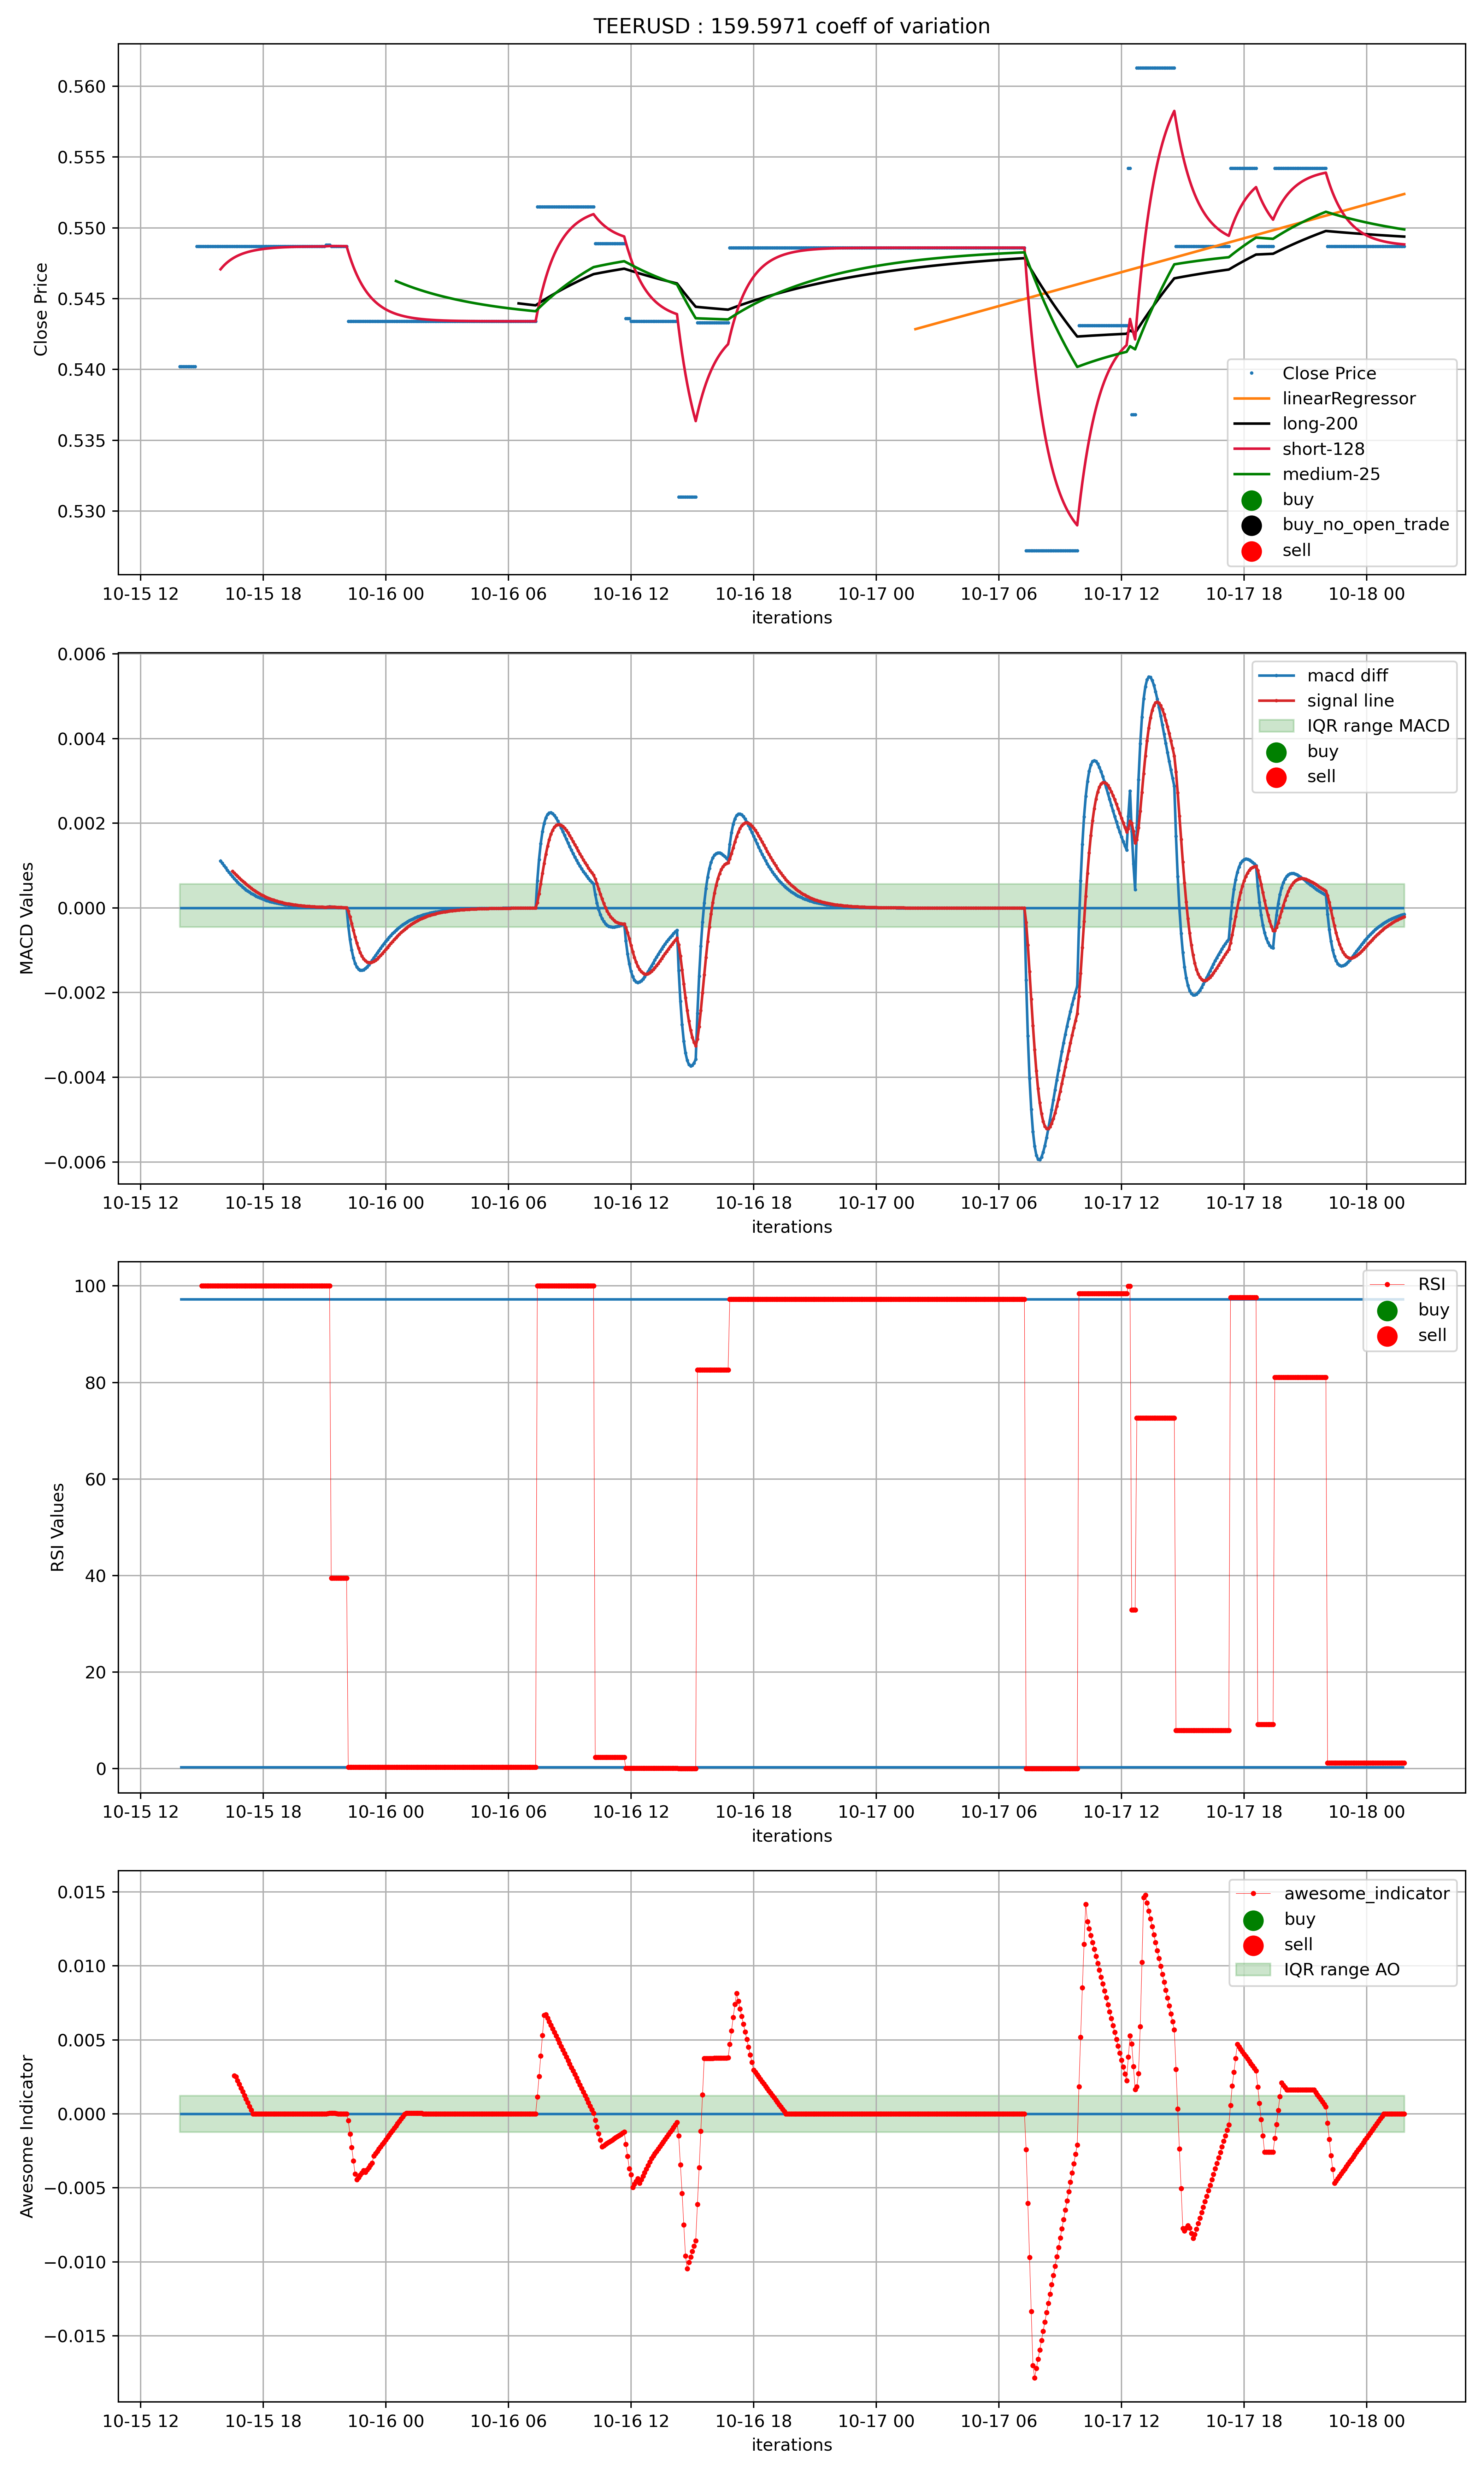 TEERUSD : 159.5971 coeff of variation
0.560
0.555
0.550
0.545
0.540
0.535
0.530
Close Price
Close Price
linearRegressor
long-200
short-128
medium-25
buy
buy_no_open_trade
sell
10-15 12 10-15 18 10-16 00 10-16 06 10-16 12 10-16 18 10-17 00 10-17 06 10-17 12 10-17 18 10-18 00
iterations
0.006
0.004
0.002
0.000
−0.002
−0.004
−0.006
MACD Values
macd diff
signal line
IQR range MACD
buy
sell
10-15 12 10-15 18 10-16 00 10-16 06 10-16 12 10-16 18 10-17 00 10-17 06 10-17 12 10-17 18 10-18 00
iterations
100
80
60
40
20
0
RSI Values
RSI
buy
sell
10-15 12 10-15 18 10-16 00 10-16 06 10-16 12 10-16 18 10-17 00 10-17 06 10-17 12 10-17 18 10-18 00
iterations
0.015
0.010
0.005
0.000
−0.005
−0.010
−0.015
Awesome Indicator
awesome_indicator
buy
sell
IQR range AO
10-15 12 10-15 18 10-16 00 10-16 06 10-16 12 10-16 18 10-17 00 10-17 06 10-17 12 10-17 18 10-18 00
iterations